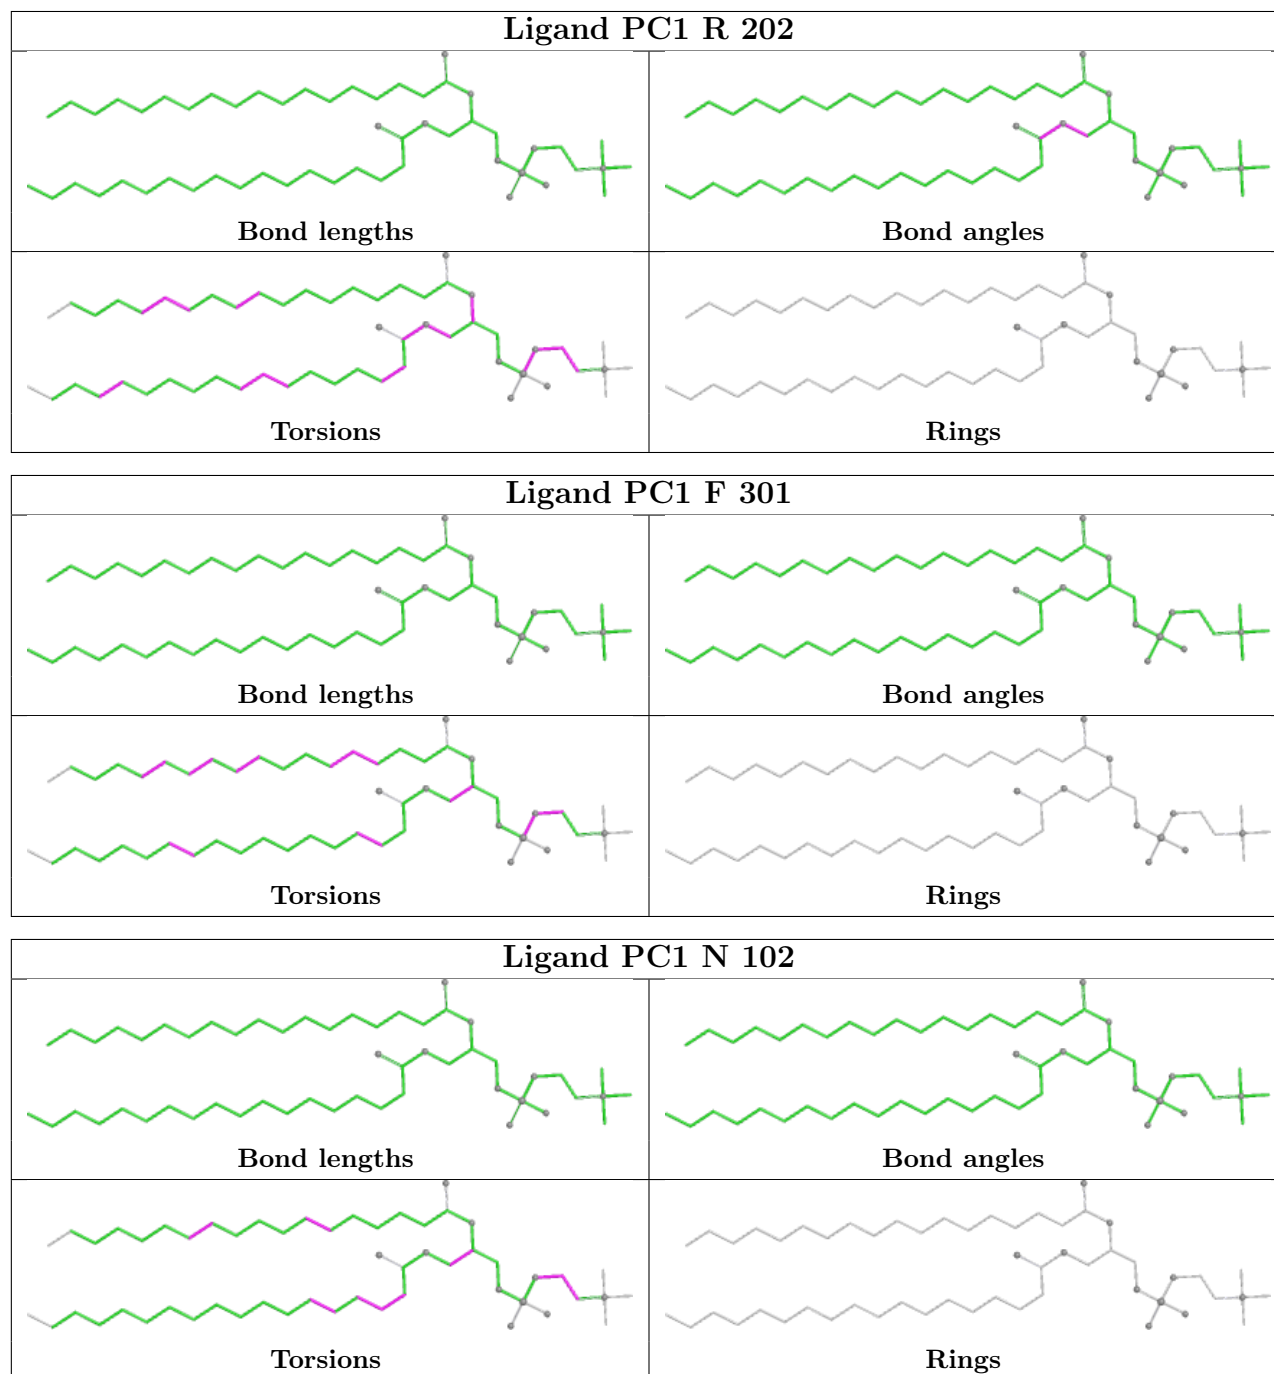 Ligand PC1 R 202
Bond lengths
Bond angles
Torsions
Rings
Ligand PC1 F 301
Bond lengths
Bond angles
Torsions
Rings
Ligand PC1 N 102
Bond lengths
Bond angles
Torsions
Rings